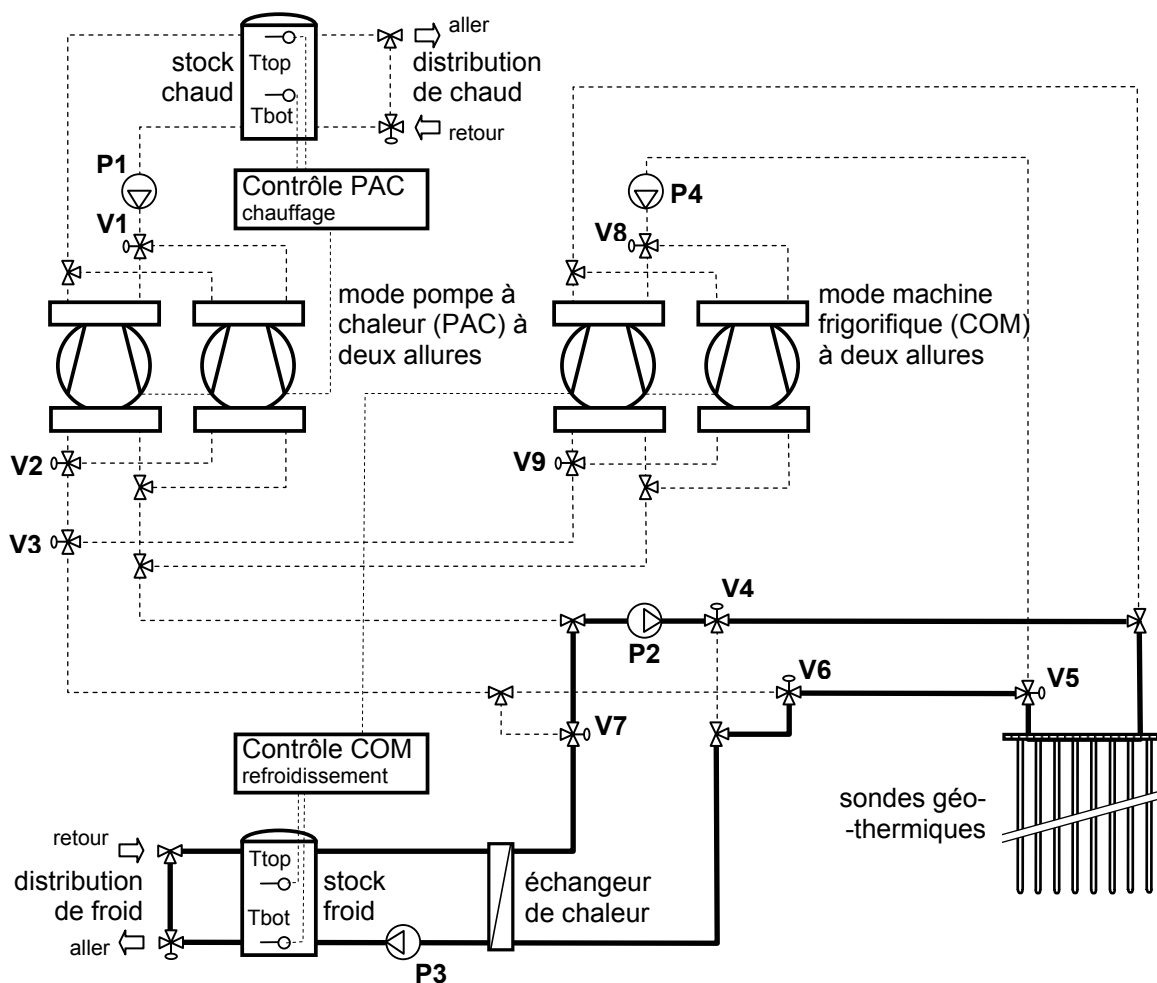 aller
stock
chaud
Ttop
Tbot
distribution
de chaud
retour
P1
Contrôle PAC
chauffage
V1
P4
V8
mode pompe à
chaleur (PAC) à
deux allures
mode machine
frigorifique (COM)
à deux allures
V2
V9
V3
V4
P2
V6
V5
V7
Contrôle COM
refroidissement
sondes géo-
-thermiques
retour
distribution
de froid
aller
Ttop
Tbot
stock
froid
échangeur
de chaleur
P3